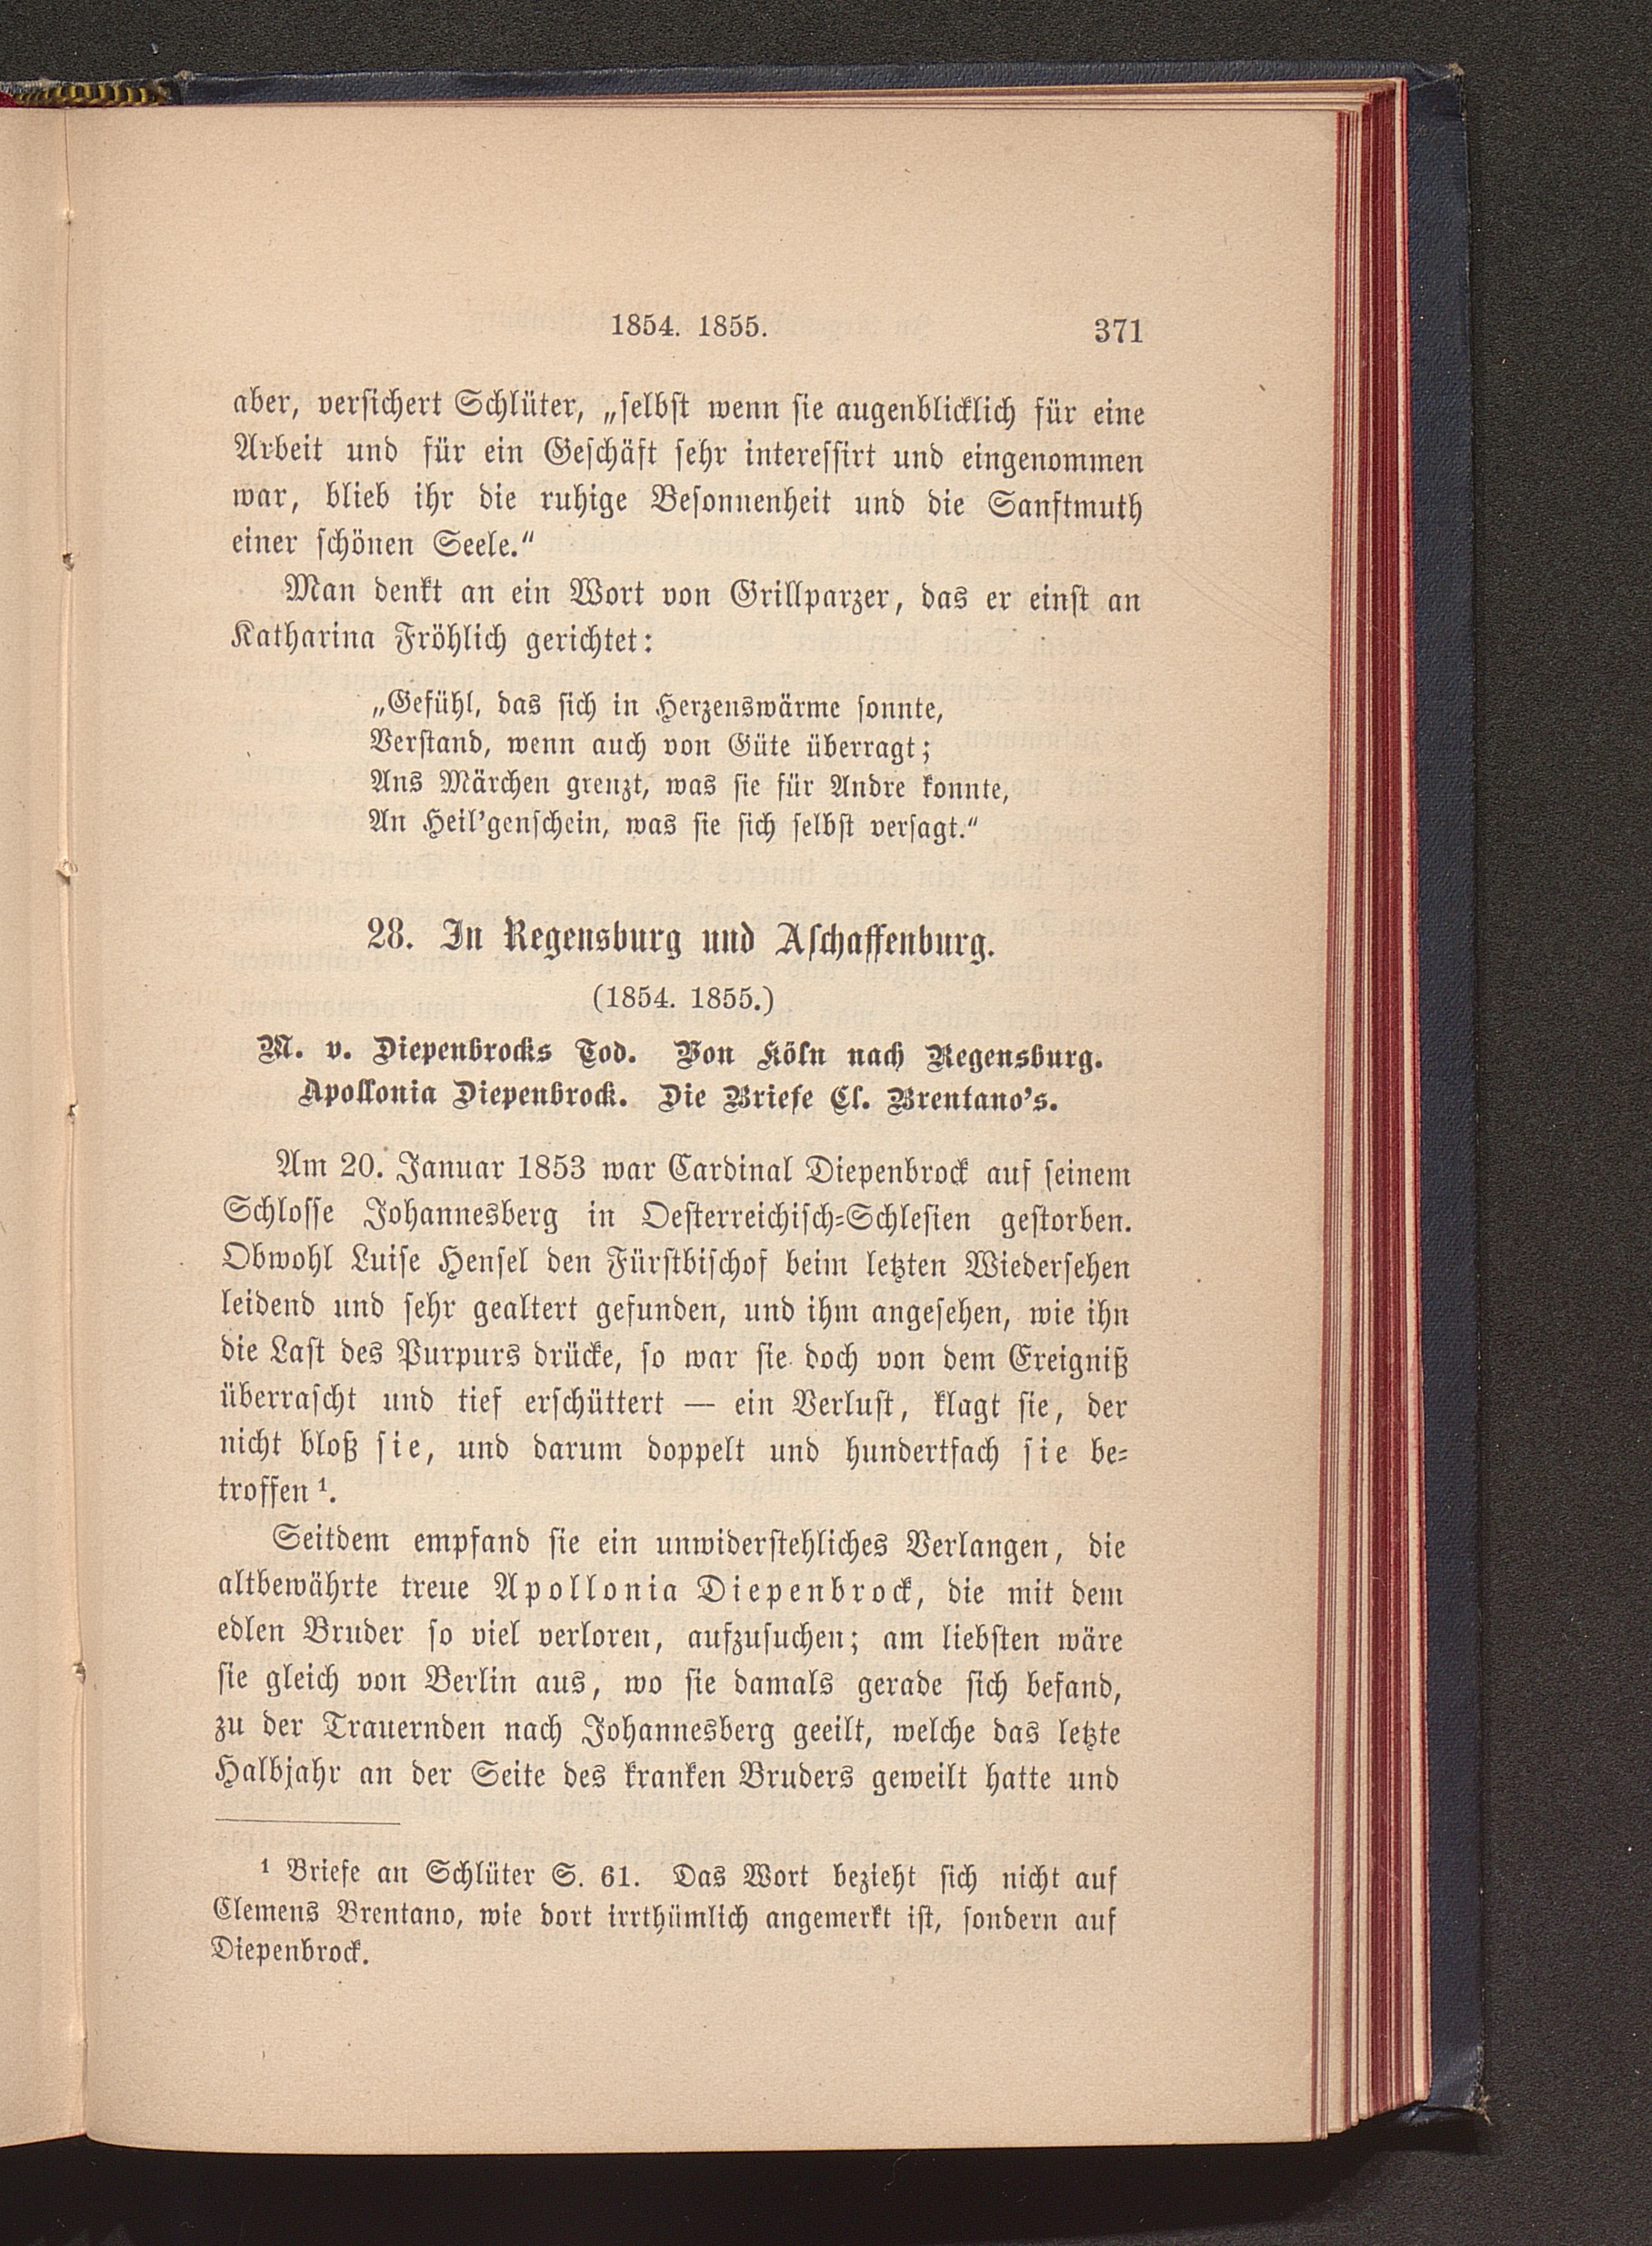 1854. 1855. 371
aber, versichert Schlüter, „selbst wenn sie augenblicklich für eine
Arbeit und für ein Geschäft sehr interessirt und eingenommen
war, blieb ihr die ruhige Besonnenheit und die Sanftmuth
einer schönen Seele.“
Man denkt an ein Wort von Grillparzer, das er einst an
Katharina Fröhlich gerichtet:
„Gefühl, das sich in Herzenswärme sonnte,
Verstand, wenn auch von Güte überragt;
Ans Märchen grenzt, was sie für Andre konnte,
An Heil’genschein, was sie sich selbst versagt.“
28. In Regensburg und Aschaffenburg.
(1854. 1855.)
M. v. Diepenbrocks Tod. Von Köln nach Regensburg.
Apollonia Diepenbrock. Die Briefe Cl. Brentano’s.
Am 20. Januar 1853 war Cardinal Diepenbrock auf seinem
Schlosse Johannesberg in Oesterreichisch-Schlesien gestorben.
Obwohl Luise Hensel den Fürstbischof beim letzten Wiedersehen
leidend und sehr gealtert gefunden, und ihm angesehen, wie ihn
die Last des Purpurs drücke, so war sie doch von dem Ereigniß
überrascht und tief erschüttert — ein Verlust, klagt sie, der
nicht bloß sie, und darum doppelt und hundertfach sie be-
troffen ¹.
Seitdem empfand sie ein unwiderstehliches Verlangen, die
altbewährte treue Apollonia Diepenbrock, die mit dem
edlen Bruder so viel verloren, aufzusuchen; am liebsten wäre
sie gleich von Berlin aus, wo sie damals gerade sich befand,
zu der Trauernden nach Johannesberg geeilt, welche das letzte
Halbjahr an der Seite des kranken Bruders geweilt hatte und
¹ Briefe an Schlüter S. 61. Das Wort bezieht sich nicht auf
Clemens Brentano, wie dort irrthümlich angemerkt ist, sondern auf
Diepenbrock.